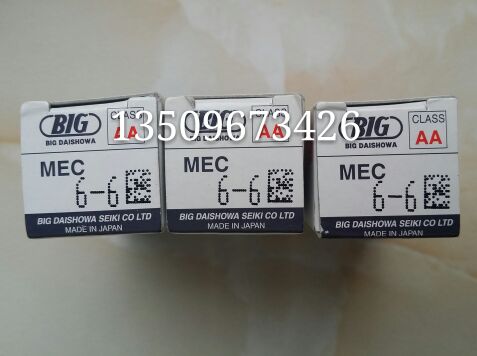 BIG
BIG DAISHOWA
CLASS
AA
MEC
6-6
BIG DAISHOWA SEIKI CO LTD
MADE IN JAPAN
BIG
BIG DAISHOWA
CLASS
AA
MEC
6-6
BIG DAISHOWA SEIKI CO LTD
MADE IN JAPAN
BIG
BIG DAISHOWA
CLASS
AA
MEC
6-6
BIG DAISHOWA SEIKI CO LTD
MADE IN JAPAN
13509673426